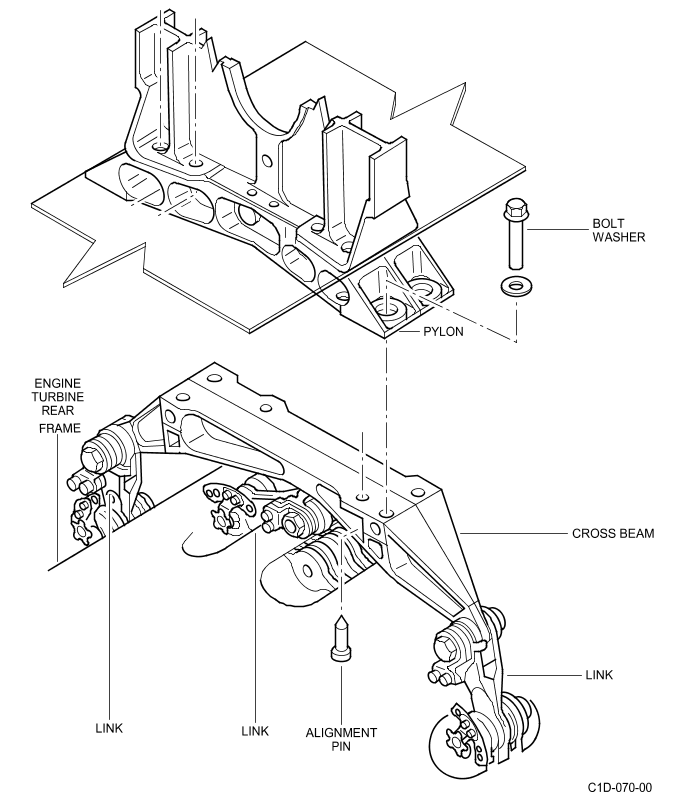 BOLT
WASHER
PYLON
ENGINE
TURBINE
REAR
FRAME
CROSS BEAM
LINK
LINK
LINK
ALIGNMENT
PIN
C1D-070-00